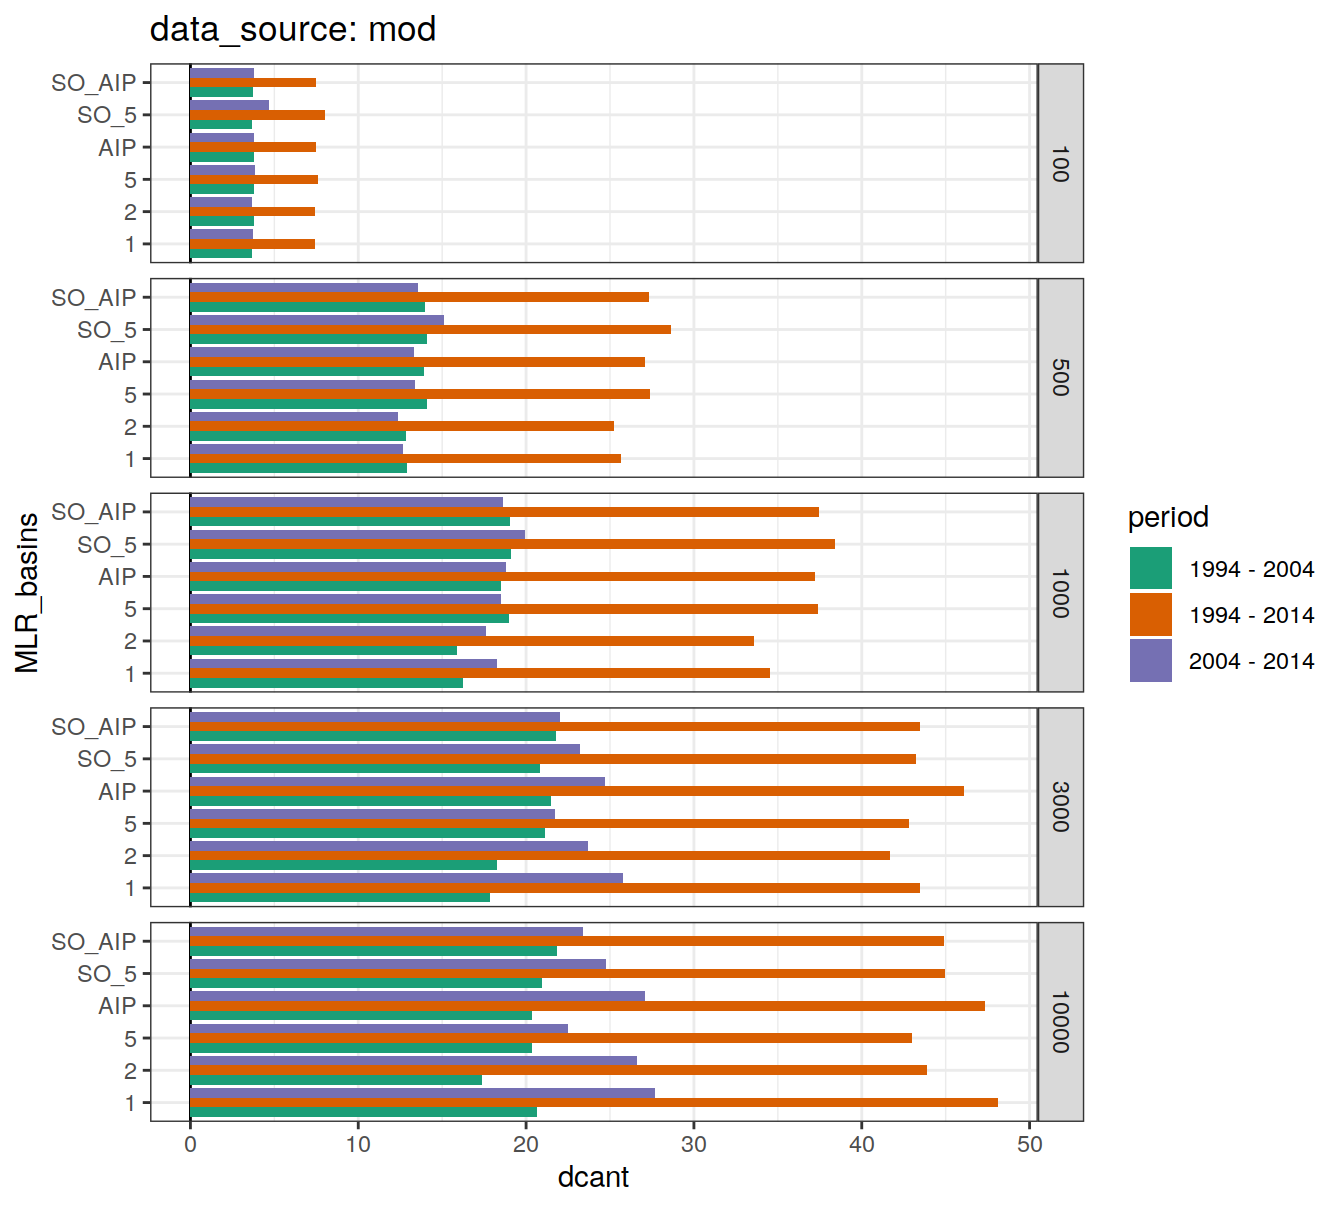 data_source: mod
SO_AIP
SO_5
AIP
5
2
1
100
SO_AIP
SO_5
AIP
5
2
1
500
SO_AIP
SO_5
AIP
5
2
1
1000
SO_AIP
SO_5
AIP
5
2
1
3000
SO_AIP
SO_5
AIP
5
2
1
10000
0 10 20 30 40 50
dcant
MLR_basins
period
1994 - 2004
1994 - 2014
2004 - 2014